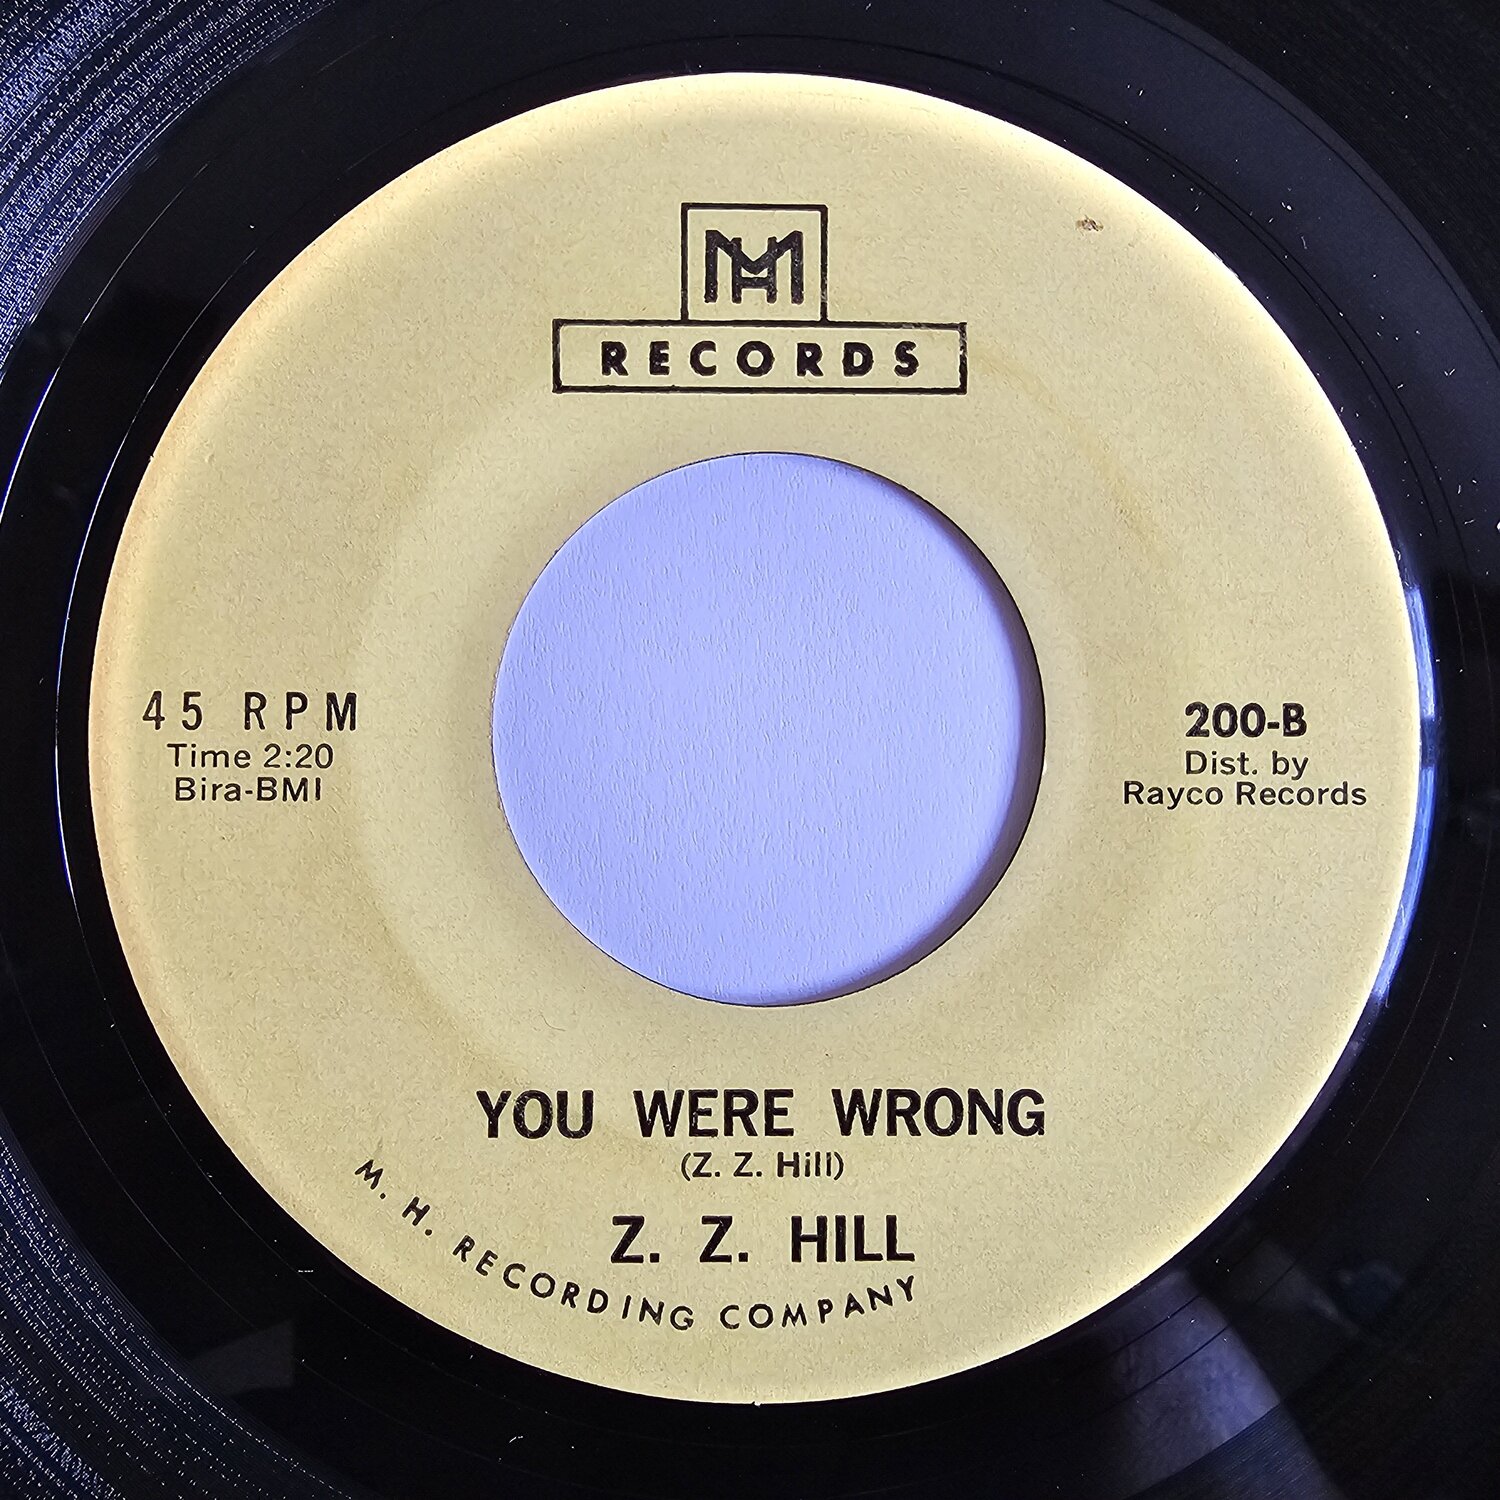 MH
RECORDS
45 RPM
Time 2:20
Bira-BMI
200-B
Dist. by
Rayco Records
YOU WERE WRONG
(Z. Z. Hill)
Z. Z. HILL
M. H. RECORDING COMPANY